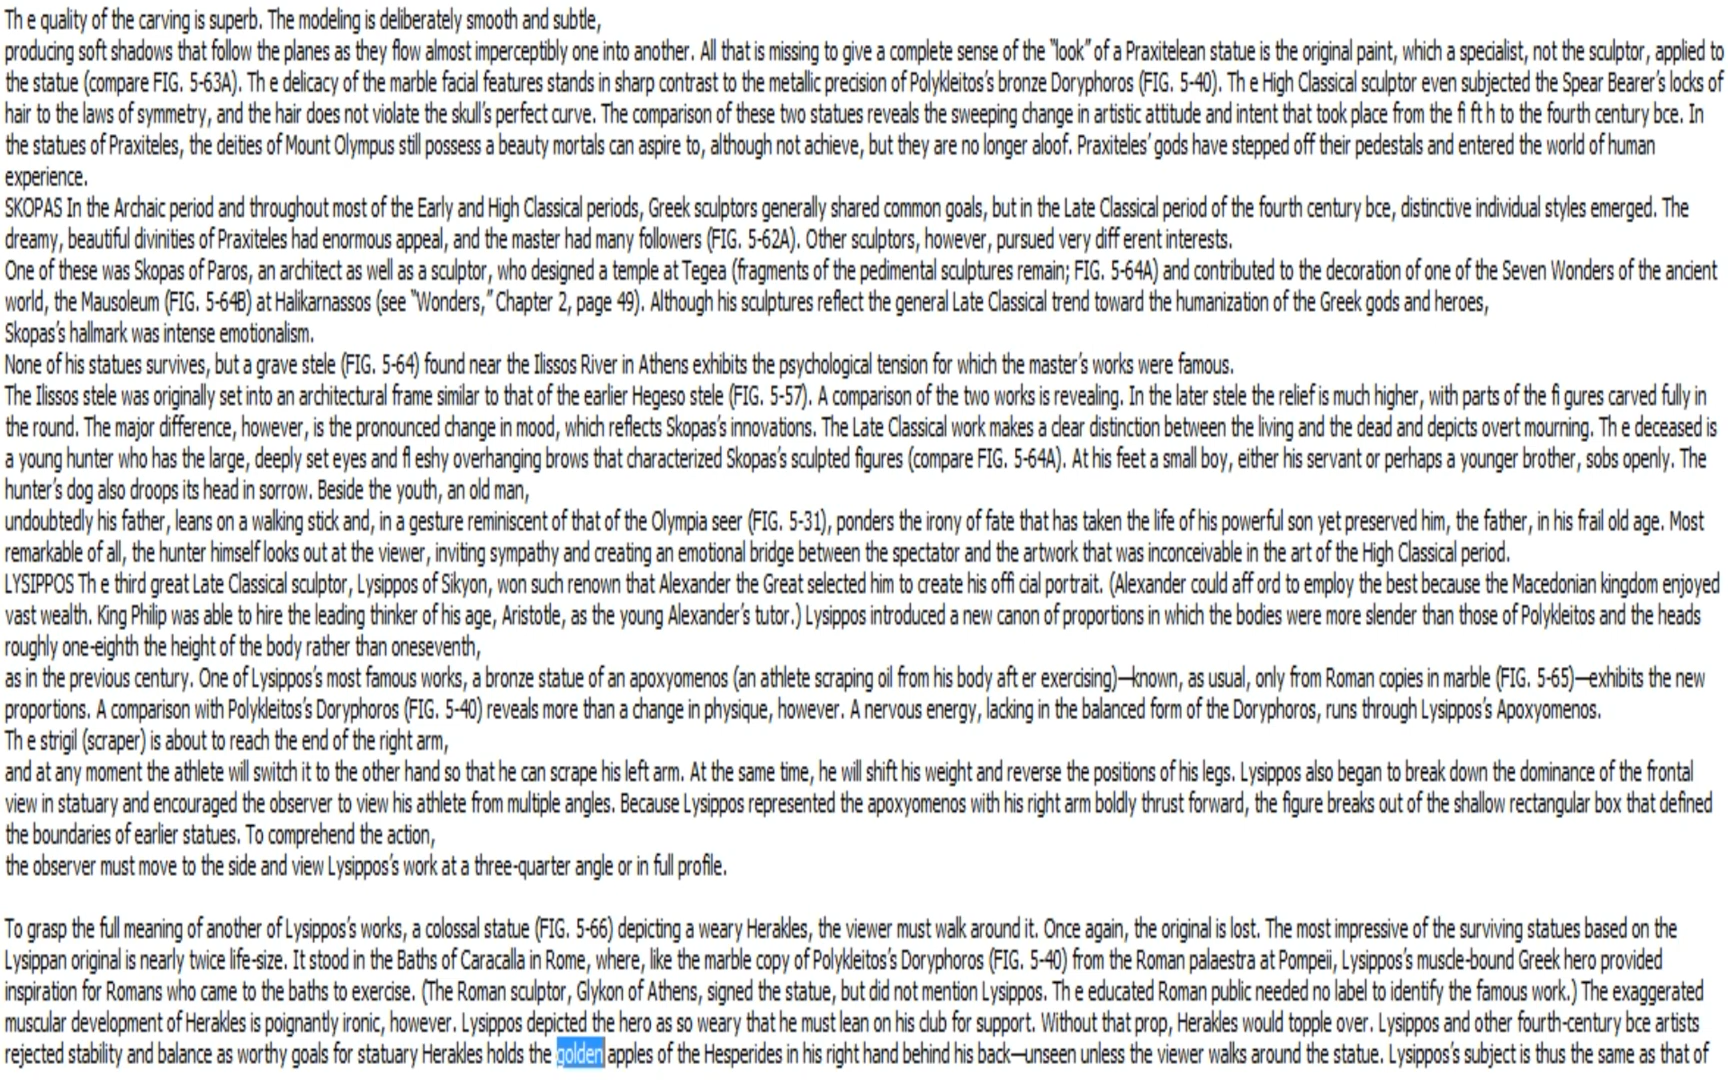 Th e quality of the carving is superb. The modeling is deliberately smooth and subtle,
producing soft shadows that follow the planes as they flow almost imperceptibly one into another. All that is missing to give a complete sense of the “look” of a Praxitelean statue is the original paint, which a specialist, not the sculptor, applied to
the statue (compare FIG. 5-63A). Th e delicacy of the marble facial features stands in sharp contrast to the metallic precision of Polykleitos’s bronze Doryphoros (FIG. 5-40). Th e High Classical sculptor even subjected the Spear Bearer’s locks of
hair to the laws of symmetry, and the hair does not violate the skull’s perfect curve. The comparison of these two statues reveals the sweeping change in artistic attitude and intent that took place from the fi ft h to the fourth century bce. In
the statues of Praxiteles, the deities of Mount Olympus still possess a beauty mortals can aspire to, although not achieve, but they are no longer aloof. Praxiteles’ gods have stepped off their pedestals and entered the world of human
experience.
SKOPAS In the Archaic period and throughout most of the Early and High Classical periods, Greek sculptors generally shared common goals, but in the Late Classical period of the fourth century bce, distinctive individual styles emerged. The
dreamy, beautiful divinities of Praxiteles had enormous appeal, and the master had many followers (FIG. 5-62A). Other sculptors, however, pursued very diff erent interests.
One of these was Skopas of Paros, an architect as well as a sculptor, who designed a temple at Tegea (fragments of the pedimental sculptures remain; FIG. 5-64A) and contributed to the decoration of one of the Seven Wonders of the ancient
world, the Mausoleum (FIG. 5-64B) at Halikarnassos (see “Wonders,” Chapter 2, page 49). Although his sculptures reflect the general Late Classical trend toward the humanization of the Greek gods and heroes,
Skopas’s hallmark was intense emotionalism.
None of his statues survives, but a grave stele (FIG. 5-64) found near the Ilissos River in Athens exhibits the psychological tension for which the master’s works were famous.
The Ilissos stele was originally set into an architectural frame similar to that of the earlier Hegeso stele (FIG. 5-57). A comparison of the two works is revealing. In the later stele the relief is much higher, with parts of the fi gures carved fully in
the round. The major difference, however, is the pronounced change in mood, which reflects Skopas’s innovations. The Late Classical work makes a clear distinction between the living and the dead and depicts overt mourning. Th e deceased is
a young hunter who has the large, deeply set eyes and fl eshy overhanging brows that characterized Skopas’s sculpted figures (compare FIG. 5-64A). At his feet a small boy, either his servant or perhaps a younger brother, sobs openly. The
hunter’s dog also droops its head in sorrow. Beside the youth, an old man,
undoubtedly his father, leans on a walking stick and, in a gesture reminiscent of that of the Olympia seer (FIG. 5-31), ponders the irony of fate that has taken the life of his powerful son yet preserved him, the father, in his frail old age. Most
remarkable of all, the hunter himself looks out at the viewer, inviting sympathy and creating an emotional bridge between the spectator and the artwork that was inconceivable in the art of the High Classical period.
LYSIPPOS Th e third great Late Classical sculptor, Lysippos of Sikyon, won such renown that Alexander the Great selected him to create his offi cial portrait. (Alexander could aff ord to employ the best because the Macedonian kingdom enjoyed
vast wealth. King Philip was able to hire the leading thinker of his age, Aristotle, as the young Alexander’s tutor.) Lysippos introduced a new canon of proportions in which the bodies were more slender than those of Polykleitos and the heads
roughly one-eighth the height of the body rather than oneseventh,
as in the previous century. One of Lysippos’s most famous works, a bronze statue of an apoxyomenos (an athlete scraping oil from his body aft er exercising)—known, as usual, only from Roman copies in marble (FIG. 5-65)—exhibits the new
proportions. A comparison with Polykleitos’s Doryphoros (FIG. 5-40) reveals more than a change in physique, however. A nervous energy, lacking in the balanced form of the Doryphoros, runs through Lysippos’s Apoxyomenos.
Th e strigil (scraper) is about to reach the end of the right arm,
and at any moment the athlete will switch it to the other hand so that he can scrape his left arm. At the same time, he will shift his weight and reverse the positions of his legs. Lysippos also began to break down the dominance of the frontal
view in statuary and encouraged the observer to view his athlete from multiple angles. Because Lysippos represented the apoxyomenos with his right arm boldly thrust forward, the figure breaks out of the shallow rectangular box that defined
the boundaries of earlier statues. To comprehend the action,
the observer must move to the side and view Lysippos’s work at a three-quarter angle or in full profile.
To grasp the full meaning of another of Lysippos’s works, a colossal statue (FIG. 5-66) depicting a weary Herakles, the viewer must walk around it. Once again, the original is lost. The most impressive of the surviving statues based on the
Lysippan original is nearly twice life-size. It stood in the Baths of Caracalla in Rome, where, like the marble copy of Polykleitos’s Doryphoros (FIG. 5-40) from the Roman palaestra at Pompeii, Lysippos’s muscle-bound Greek hero provided
inspiration for Romans who came to the baths to exercise. (The Roman sculptor, Glykon of Athens, signed the statue, but did not mention Lysippos. Th e educated Roman public needed no label to identify the famous work.) The exaggerated
muscular development of Herakles is poignantly ironic, however. Lysippos depicted the hero as so weary that he must lean on his club for support. Without that prop, Herakles would topple over. Lysippos and other fourth-century bce artists
rejected stability and balance as worthy goals for statuary Herakles holds the golden apples of the Hesperides in his right hand behind his back—unseen unless the viewer walks around the statue. Lysippos’s subject is thus the same as that of